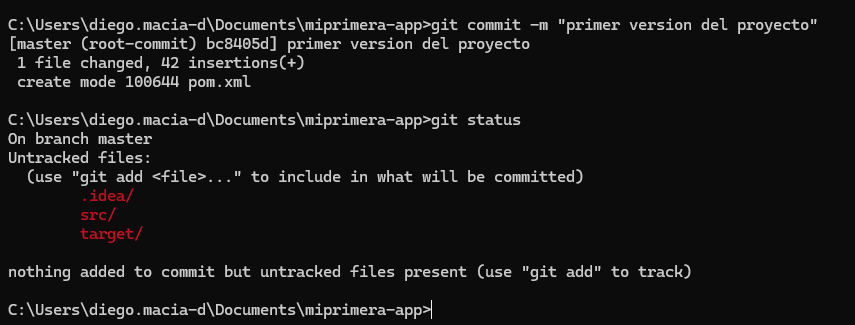 C:\Users\diego.macia-d\Documents\miprimera-app>git commit -m "primer version del proyecto"
[master (root-commit) bc8405d] primer version del proyecto
 1 file changed, 42 insertions(+)
 create mode 100644 pom.xml

C:\Users\diego.macia-d\Documents\miprimera-app>git status
On branch master
Untracked files:
  (use "git add <file>..." to include in what will be committed)
        .idea/
        src/
        target/

nothing added to commit but untracked files present (use "git add" to track)

C:\Users\diego.macia-d\Documents\miprimera-app>